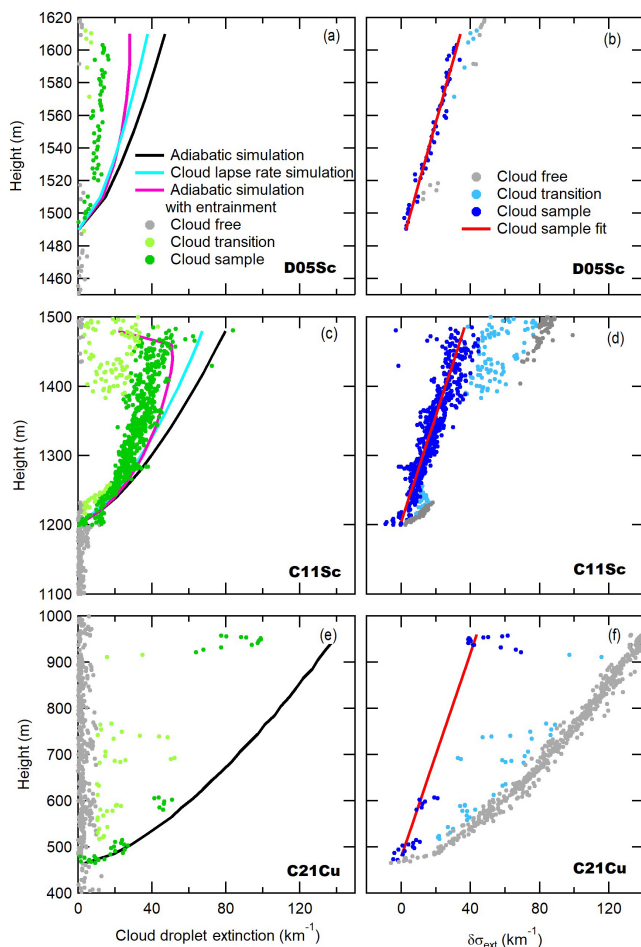 1620
1600
1580
1560
1540
1520
1500
1480
1460
Height (m)
(a)
Adiabatic simulation
Cloud lapse rate simulation
Adiabatic simulation
with entrainment
Cloud free
Cloud transition
Cloud sample
D05Sc
(b)
Cloud free
Cloud transition
Cloud sample
Cloud sample fit
D05Sc
1500
1400
1300
1200
1100
Height (m)
(c)
C11Sc
(d)
C11Sc
1000
900
800
700
600
500
400
Height (m)
(e)
C21Cu
(f)
C21Cu
0
40
80
120
0
40
80
120
Cloud droplet extinction (km⁻¹)
δσext (km⁻¹)